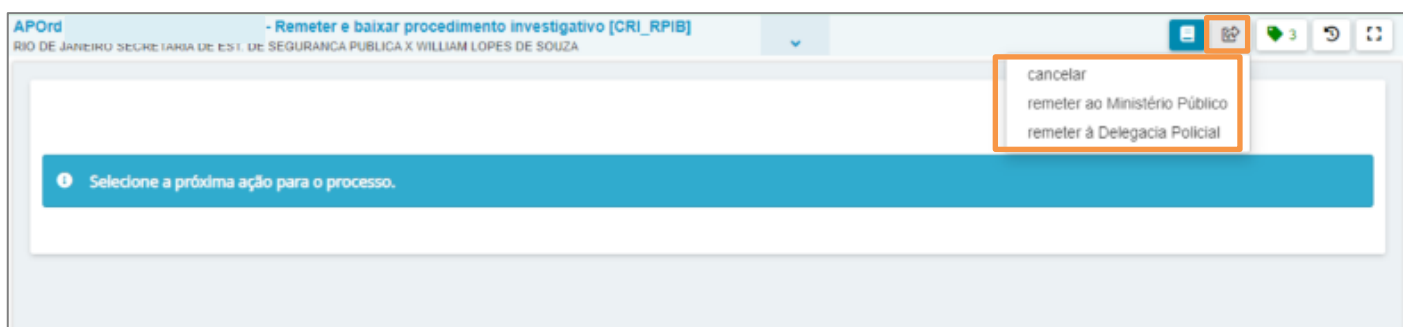 APOrd - Remeter e baixar procedimento investigativo [CRI_RPIB]
RIO DE JANEIRO SECRETARIA DE EST. DE SEGURANCA PUBLICA X WILLIAM LOPES DE SOUZA
3
cancelar
remeter ao Ministério Público
remeter à Delegacia Policial
Selecione a próxima ação para o processo.